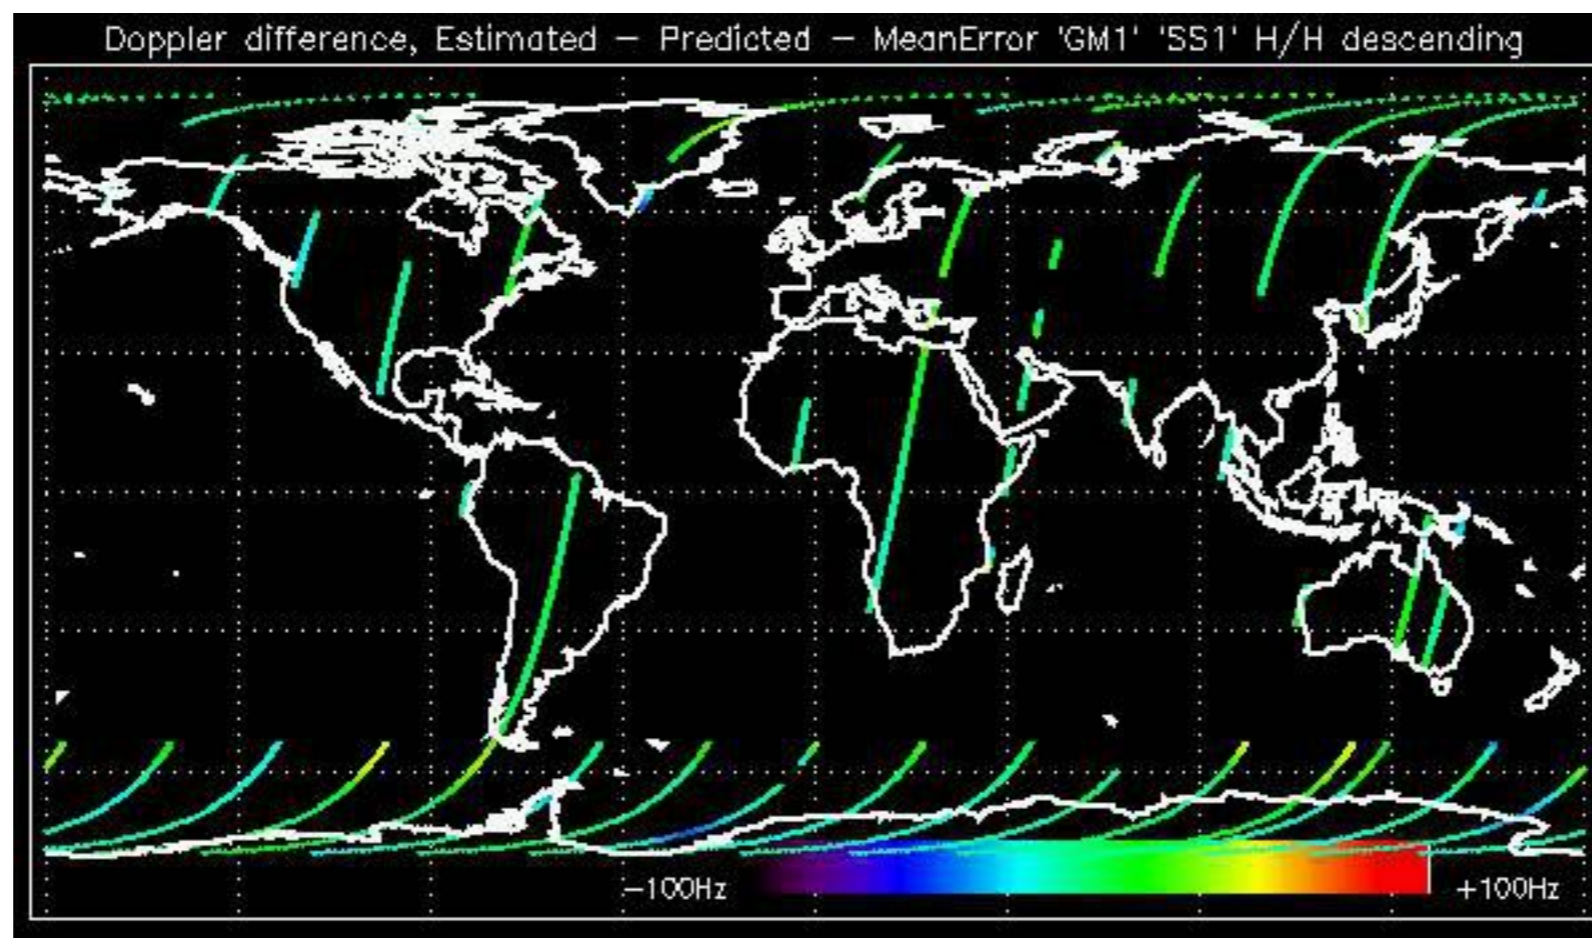 Doppler difference, Estimated – Predicted – MeanError 'GM1' 'SS1' H/H descending
-100Hz +100Hz